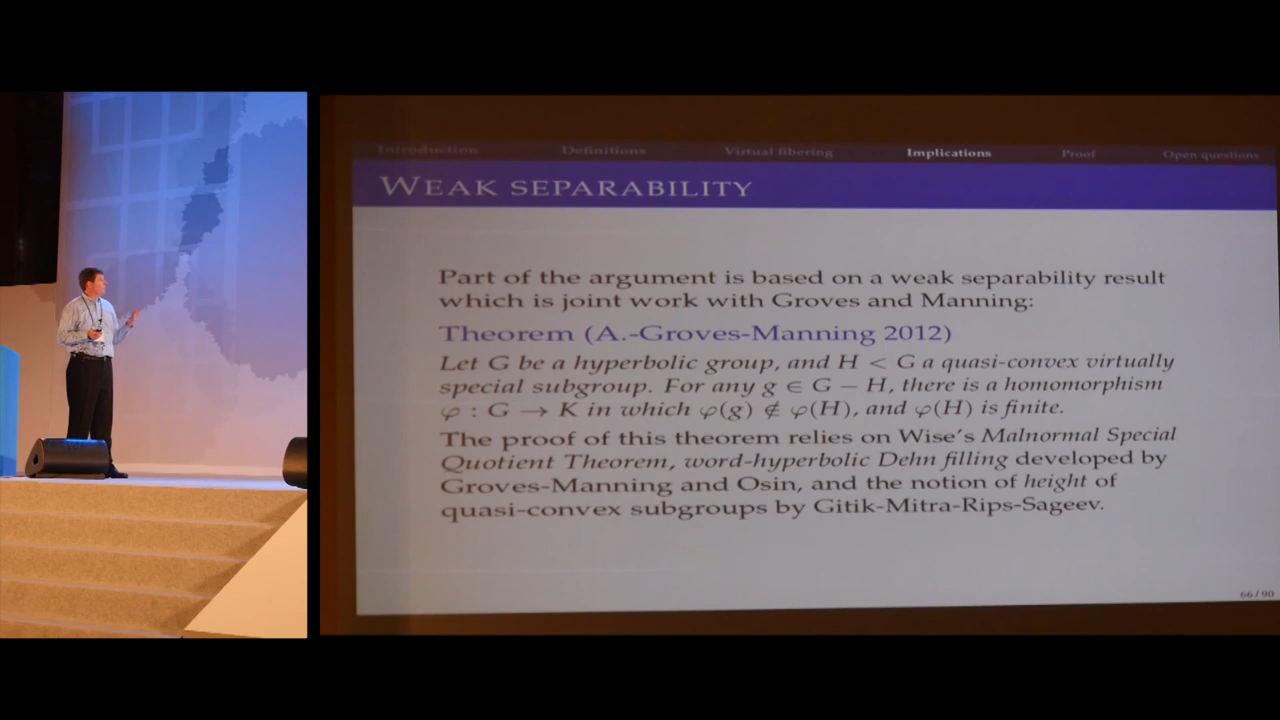 Introduction Definitions Virtual fibering Implications Proof Open questions
WEAK SEPARABILITY
Part of the argument is based on a weak separability result
which is joint work with Groves and Manning:
Theorem (A.-Groves-Manning 2012)
Let G be a hyperbolic group, and H < G a quasi-convex virtually
special subgroup. For any g ∈ G − H, there is a homomorphism
φ : G → K in which φ(g) ∉ φ(H), and φ(H) is finite.
The proof of this theorem relies on Wise's Malnormal Special
Quotient Theorem, word-hyperbolic Dehn filling developed by
Groves-Manning and Osin, and the notion of height of
quasi-convex subgroups by Gitik-Mitra-Rips-Sageev.
66 / 90